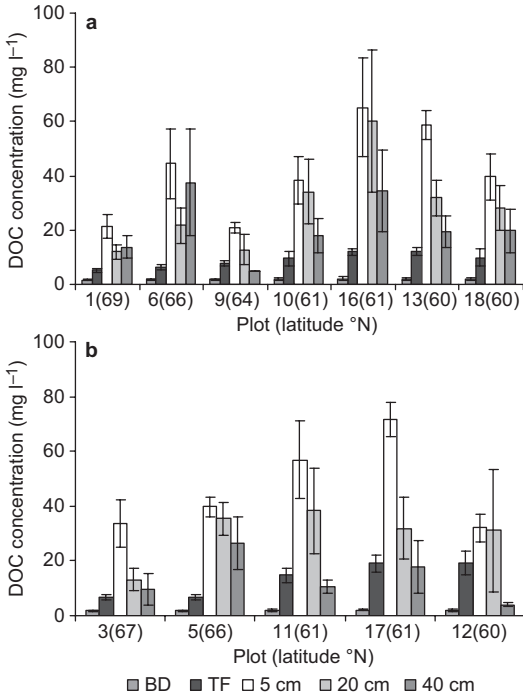 a
DOC concentration (mg l⁻¹)
100
80
60
40
20
0
1(69) 6(66) 9(64) 10(61) 16(61) 13(60) 18(60)
Plot (latitude °N)
b
DOC concentration (mg l⁻¹)
100
80
60
40
20
0
3(67) 5(66) 11(61) 17(61) 12(60)
Plot (latitude °N)
BD TF 5 cm 20 cm 40 cm